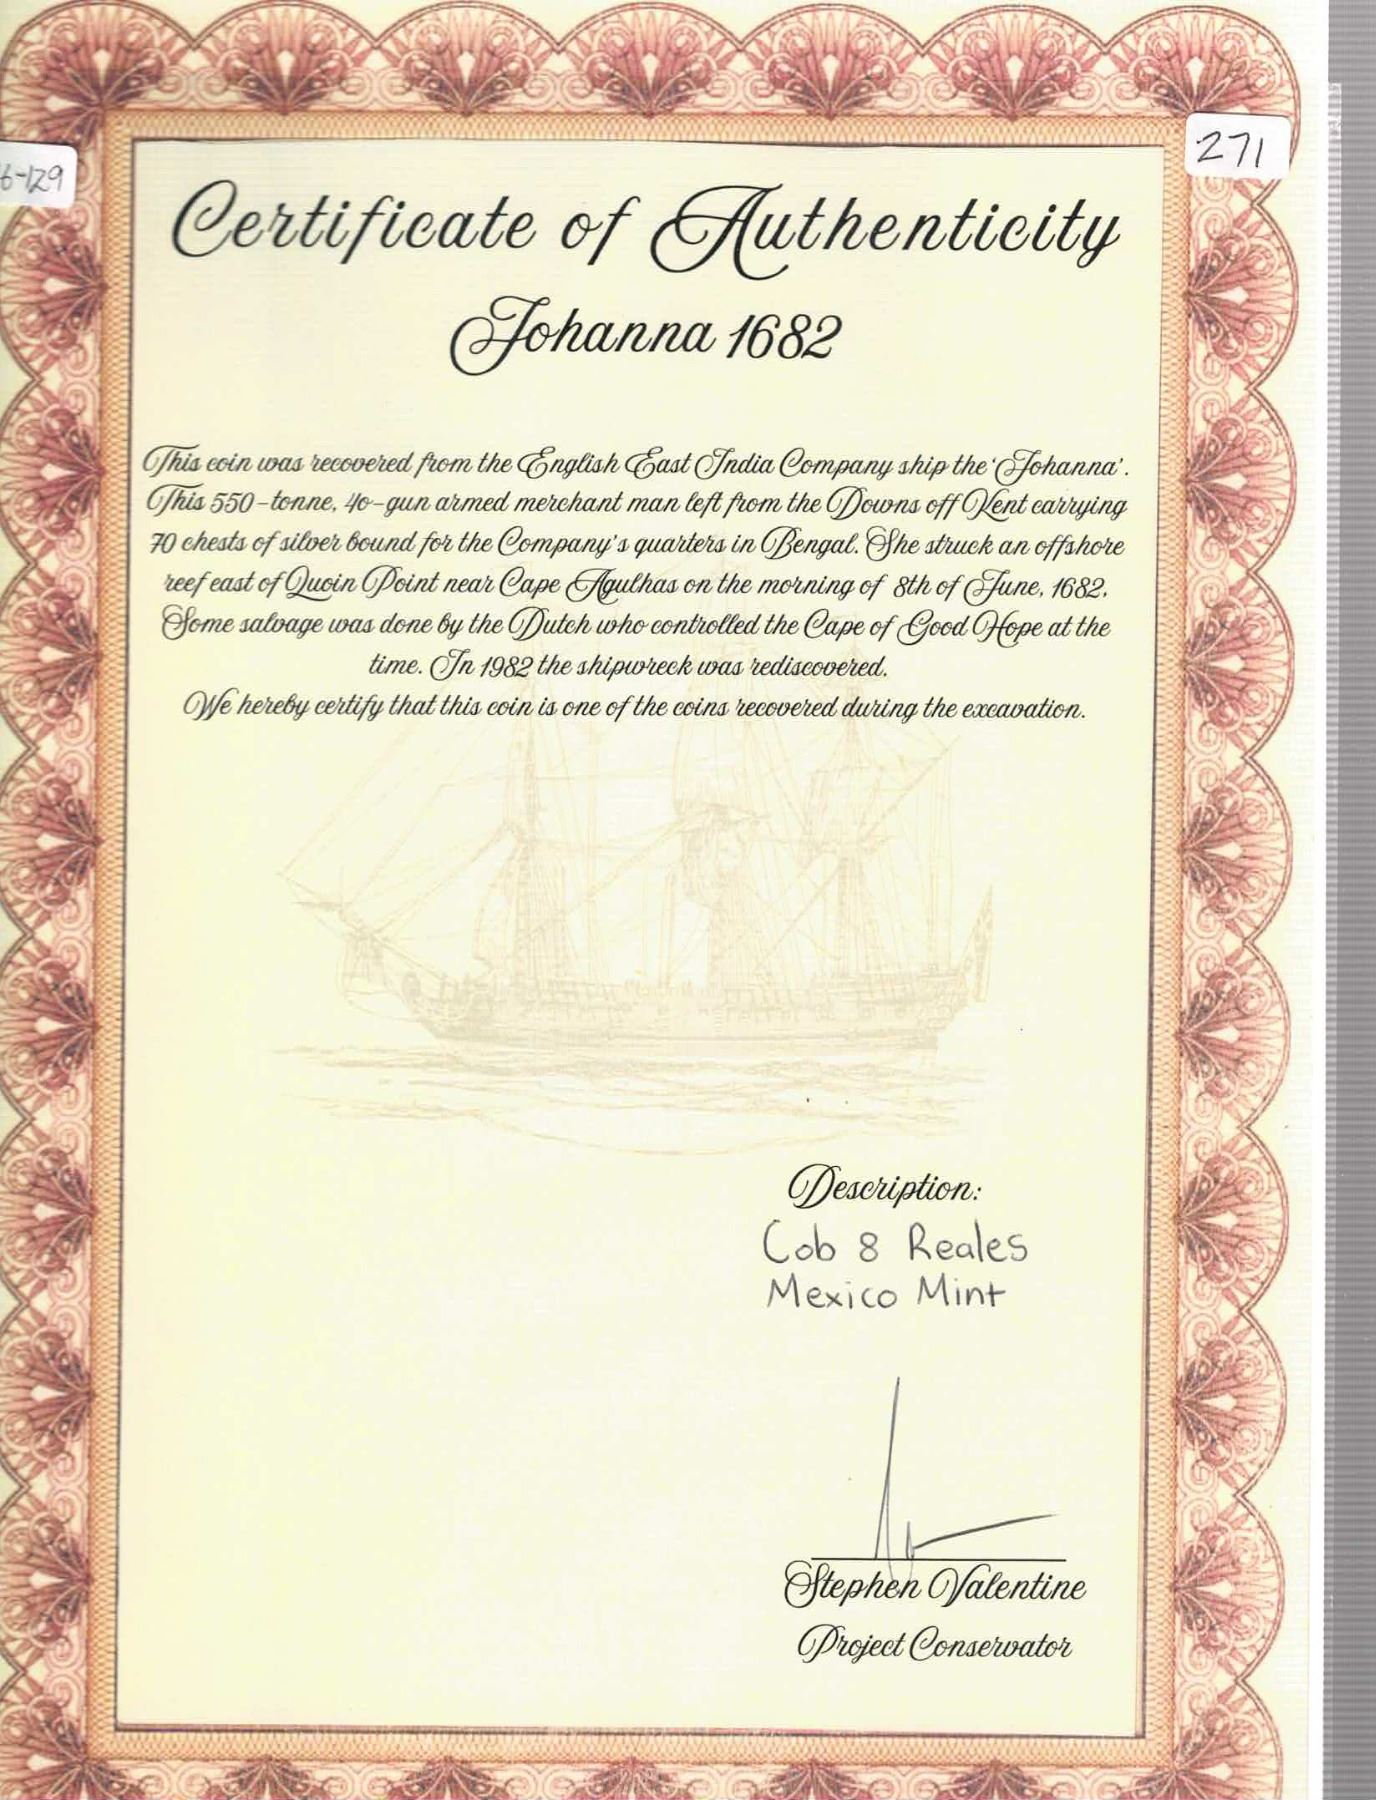 6-129
271
Certificate of Authenticity
Johanna 1682
This coin was recovered from the English East India Company ship the 'Johanna'.
This 550-tonne, 40-gun armed merchant man left from the Downs off Kent carrying
70 chests of silver bound for the Company's quarters in Bengal. She struck an offshore
reef east of Quoin Point near Cape Agulhas on the morning of 8th of June, 1682.
Some salvage was done by the Dutch who controlled the Cape of Good Hope at the
time. In 1982 the shipwreck was rediscovered.
We hereby certify that this coin is one of the coins recovered during the excavation.
Description:
Cob 8 Reales
Mexico Mint
Stephen Valentine
Project Conservator